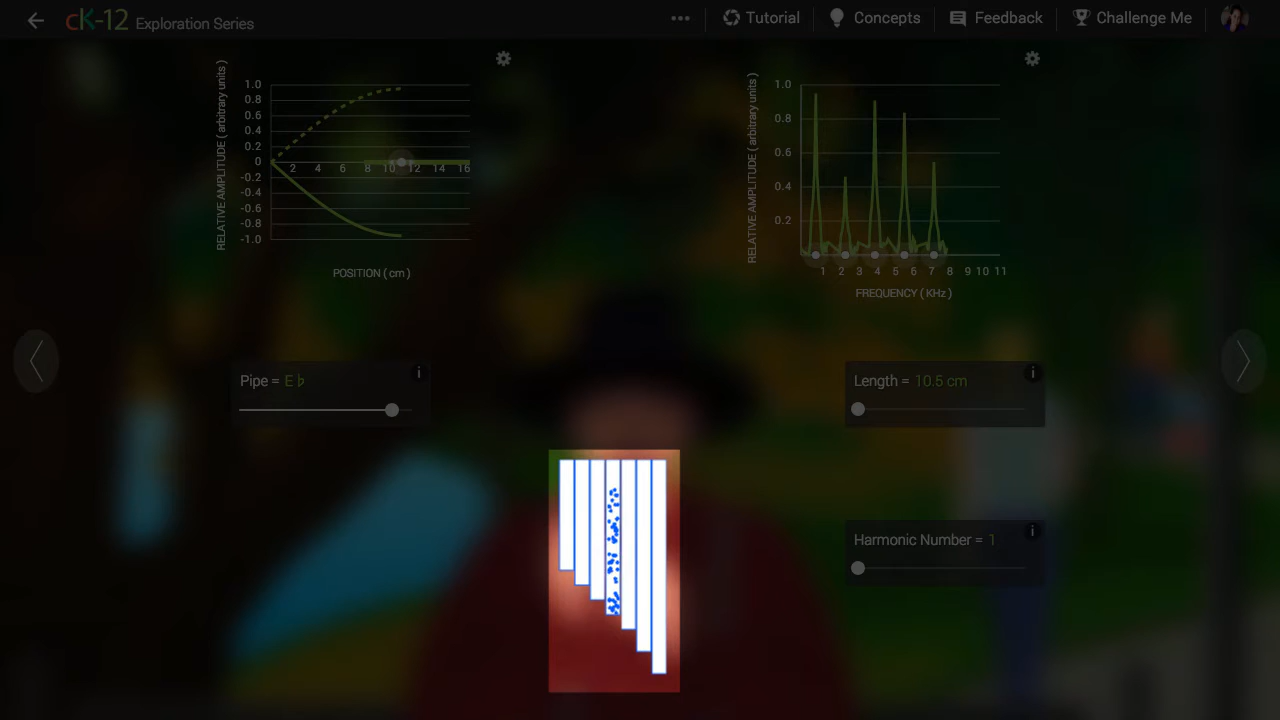 cK-12 Exploration Series
Tutorial
Concepts
Feedback
Challenge Me
RELATIVE AMPLITUDE ( arbitrary units )
1.0
0.8
0.6
0.4
0.2
0
-0.2
-0.4
-0.6
-0.8
-1.0
2 4 6 8 10 12 14 16
POSITION ( cm )
RELATIVE AMPLITUDE ( arbitrary units )
1.0
0.8
0.6
0.4
0.2
1 2 3 4 5 6 7 8 9 10 11
FREQUENCY ( KHz )
Pipe = E♭
i
Length = 10.5 cm
i
Harmonic Number = 1
i